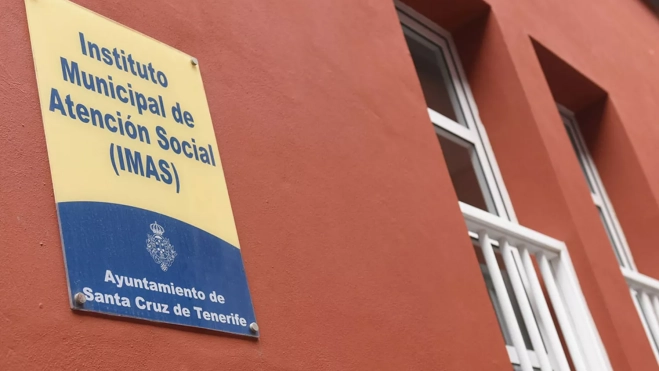 Instituto
Municipal de
Atención Social
(IMAS)
Ayuntamiento de
Santa Cruz de Tenerife